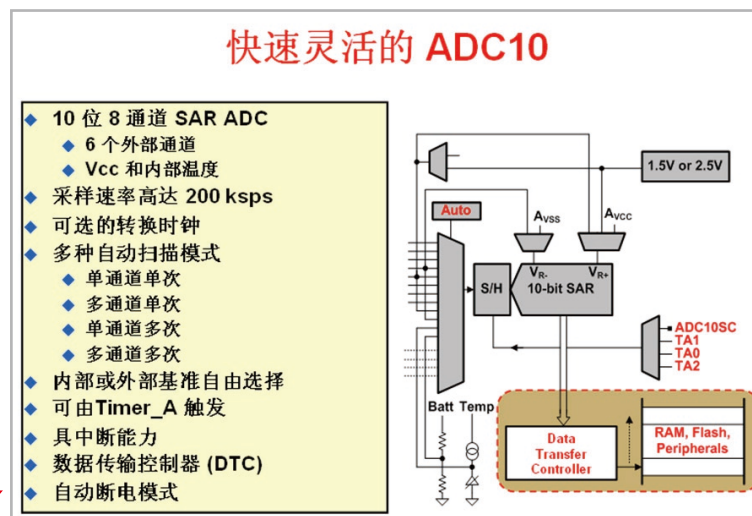 快速灵活的 ADC10
10 位 8 通道 SAR ADC
6 个外部通道
Vcc 和内部温度
采样速率高达 200 ksps
可选的转换时钟
多种自动扫描模式
单通道单次
多通道单次
单通道多次
多通道多次
内部或外部基准自由选择
可由Timer_A 触发
具中断能力
数据传输控制器 (DTC)
自动断电模式
1.5V or 2.5V
Auto
AVSS
AVCC
VR-
VR+
S/H
10-bit SAR
ADC10SC
TA1
TA0
TA2
Batt
Temp
Data
Transfer
Controller
RAM, Flash,
Peripherals